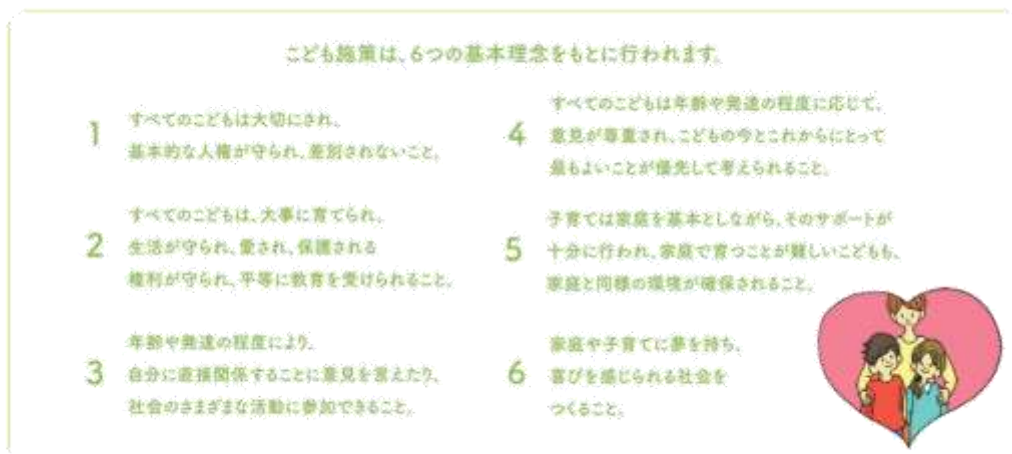 こども施策は、6つの基本理念をもとに行われます。
1
すべてのこどもは大切にされ、
基本的な人権が守られ、差別されないこと。
2
すべてのこどもは、大事に育てられ、
生活が守られ、愛され、保護される
権利が守られ、平等に教育を受けられること。
3
年齢や発達の程度により、
自分に直接関係することに意見を言えたり、
社会のさまざまな活動に参加できること。
4
すべてのこどもは年齢や発達の程度に応じて、
意見が尊重され、こどもの今とこれからにとって
最もよいことが優先して考えられること。
5
子育ては家庭を基本としながら、そのサポートが
十分に行われ、家庭で育つことが難しいこどもも、
家庭と同様の環境が確保されること。
6
家庭や子育てに夢を持ち、
喜びを感じられる社会を
つくること。